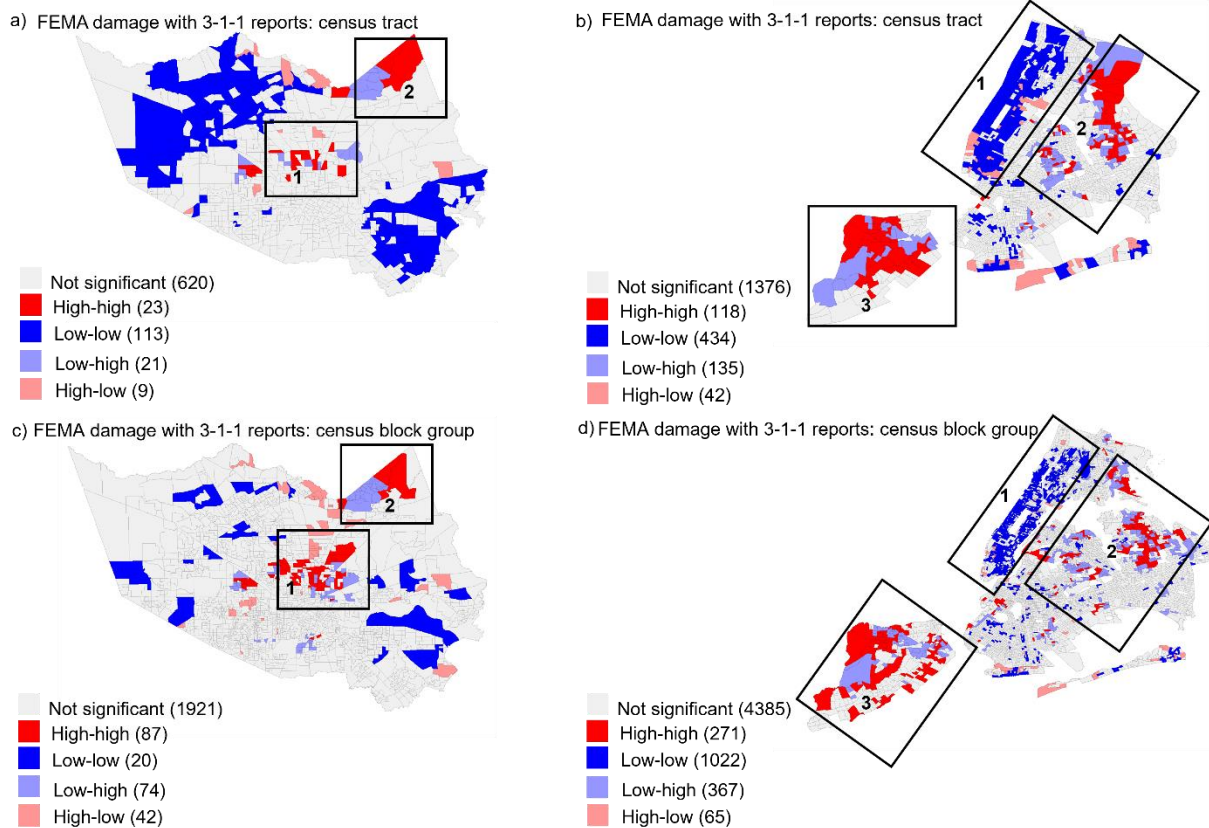 a) FEMA damage with 3-1-1 reports: census tract
2
1
Not significant (620)
High-high (23)
Low-low (113)
Low-high (21)
High-low (9)
b) FEMA damage with 3-1-1 reports: census tract
1
2
3
Not significant (1376)
High-high (118)
Low-low (434)
Low-high (135)
High-low (42)
c) FEMA damage with 3-1-1 reports: census block group
2
1
Not significant (1921)
High-high (87)
Low-low (20)
Low-high (74)
High-low (42)
d) FEMA damage with 3-1-1 reports: census block group
1
2
3
Not significant (4385)
High-high (271)
Low-low (1022)
Low-high (367)
High-low (65)